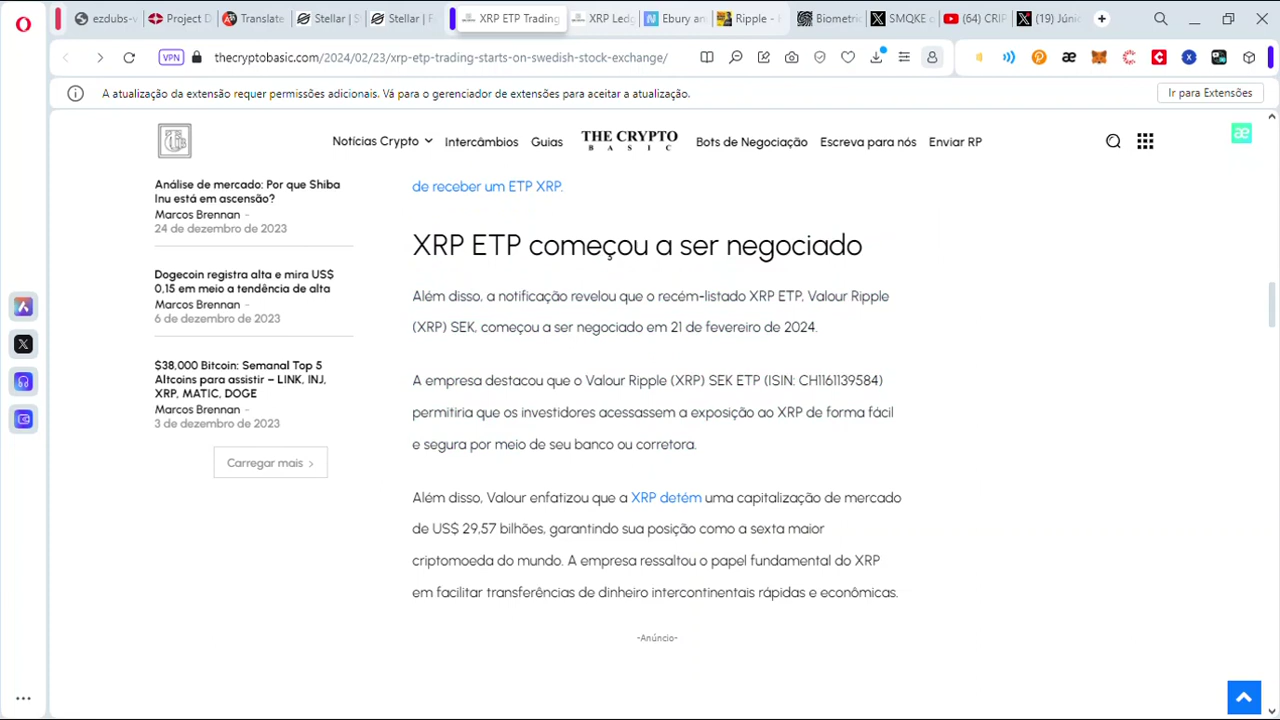 ezdubs-v
Project D
Translate
Stellar | S
Stellar | F
XRP ETP Trading
XRP Ledg
Ebury an
Ripple -
Biometric
SMQKE o
(64) CRIP
(19) Júni
VPN
thecryptobasic.com/2024/02/23/xrp-etp-trading-starts-on-swedish-stock-exchange/
A atualização da extensão requer permissões adicionais. Vá para o gerenciador de extensões para aceitar a atualização.
Ir para Extensões
Notícias Crypto
Intercâmbios
Guias
THE CRYPTO
BASIC
Bots de Negociação
Escreva para nós
Enviar RP
Análise de mercado: Por que Shiba
Inu está em ascensão?
Marcos Brennan -
24 de dezembro de 2023
Dogecoin registra alta e mira US$
0,15 em meio a tendência de alta
Marcos Brennan -
6 de dezembro de 2023
$38,000 Bitcoin: Semanal Top 5
Altcoins para assistir – LINK, INJ,
XRP, MATIC, DOGE
Marcos Brennan -
3 de dezembro de 2023
Carregar mais
de receber um ETP XRP.
XRP ETP começou a ser negociado
Além disso, a notificação revelou que o recém-listado XRP ETP, Valour Ripple
(XRP) SEK, começou a ser negociado em 21 de fevereiro de 2024.
A empresa destacou que o Valour Ripple (XRP) SEK ETP (ISIN: CH1161139584)
permitiria que os investidores acessassem a exposição ao XRP de forma fácil
e segura por meio de seu banco ou corretora.
Além disso, Valour enfatizou que a XRP detém uma capitalização de mercado
de US$ 29,57 bilhões, garantindo sua posição como a sexta maior
criptomoeda do mundo. A empresa ressaltou o papel fundamental do XRP
em facilitar transferências de dinheiro intercontinentais rápidas e econômicas.
-Anúncio-